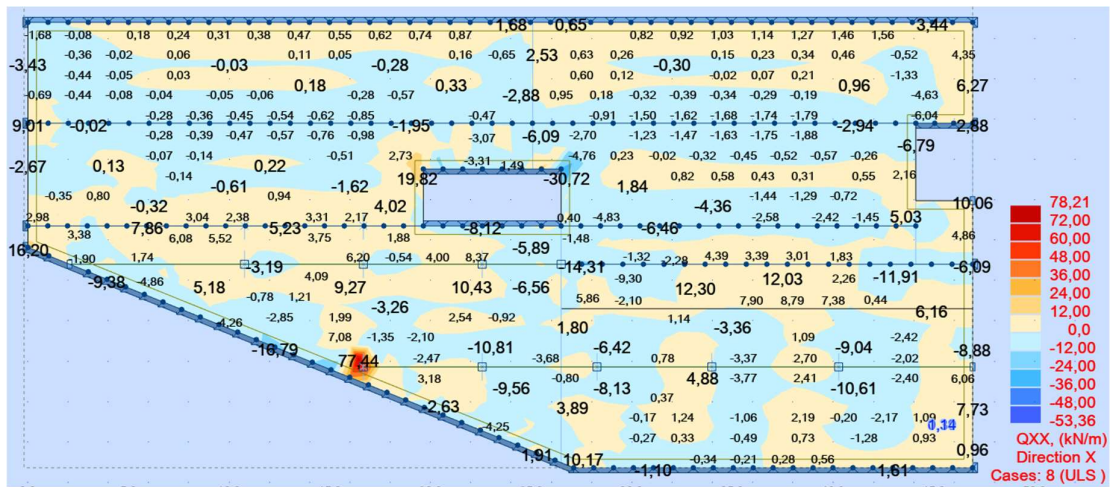 1,68 0,65 3,44
-1,68 -0,08 0,18 0,24 0,31 0,38 0,47 0,55 0,62 0,74 0,87 0,82 0,92 1,03 1,14 1,27 1,46 1,56
-0,36 -0,02 0,06 0,11 0,05 0,16 -0,65 2,53 0,63 0,26 0,15 0,23 0,34 0,46 -0,52 4,35
-3,43 -0,03 -0,28 -0,30
-0,44 -0,05 0,03 0,60 0,12 -0,02 0,07 0,21 -1,33
0,18 0,33 0,96 6,27
-0,69 -0,44 -0,08 -0,04 -0,05 -0,06 -0,28 -0,57 -2,88 0,95 0,18 -0,32 -0,39 -0,34 -0,29 -0,19 -4,63
-0,28 -0,36 -0,45 -0,54 -0,62 -0,85 -0,47 -0,91 -1,50 -1,62 -1,68 -1,74 -1,79 -6,04
9,01 -0,02 -1,95 -2,94 -2,88
-0,28 -0,39 -0,47 -0,57 -0,76 -0,98 -3,07 -6,09 -2,70 -1,23 -1,47 -1,63 -1,75 -1,88
-6,79
-0,07 -0,14 -0,51 2,73 -3,31 1,49 -4,76 0,23 -0,02 -0,32 -0,45 -0,52 -0,57 -0,26
-2,67 0,13 0,22
-0,14 19,82 -30,72 0,82 0,58 0,43 0,31 0,55 2,16
-0,61 -1,62 1,84
-0,35 0,80 0,94 -1,44 -1,29 -0,72
-0,32 4,02 -4,36 10,06
2,98 3,04 2,38 3,31 2,17 0,40 -4,83 -2,58 -2,42 -1,45 5,03
7,86 5,23 -8,12 -6,46
3,38 6,08 5,52 3,75 1,88 -1,48 4,86
16,20 -5,89
-1,90 1,74 6,20 -0,54 4,00 8,37 -1,32 -2,28 4,39 3,39 3,01 1,83
-3,19 14,31 -6,09
-9,38 -4,86 4,09 -9,30 12,03 2,26 -11,91
5,18 9,27 10,43 -6,56 12,30
-0,78 1,21 5,86 -2,10 7,90 8,79 7,38 0,44
-3,26 6,16
-4,26 -2,85 1,99 2,54 -0,92 1,14
1,80 -3,36
7,08 -1,35 -2,10 1,09 -2,42
-16,79 -10,81 -6,42 -9,04 -8,88
77,44 -2,47 -3,68 0,78 -3,37 2,70 -2,02
3,18 -0,80 4,88 -3,77 2,41 -2,40 6,06
-9,56 -8,13 -10,61
0,37
-2,63 3,89 7,73
-0,17 1,24 -1,06 2,19 -0,20 -2,17 1,09
-4,25
-0,27 0,33 -0,49 0,73 -1,28 0,93
1,91 10,17 -0,34 -0,21 0,28 0,56 0,96
-1,10 1,61
78,21
72,00
60,00
48,00
36,00
24,00
12,00
0,0
-12,00
-24,00
-36,00
-48,00
-53,36
QXX, (kN/m)
Direction X
Cases: 8 (ULS )